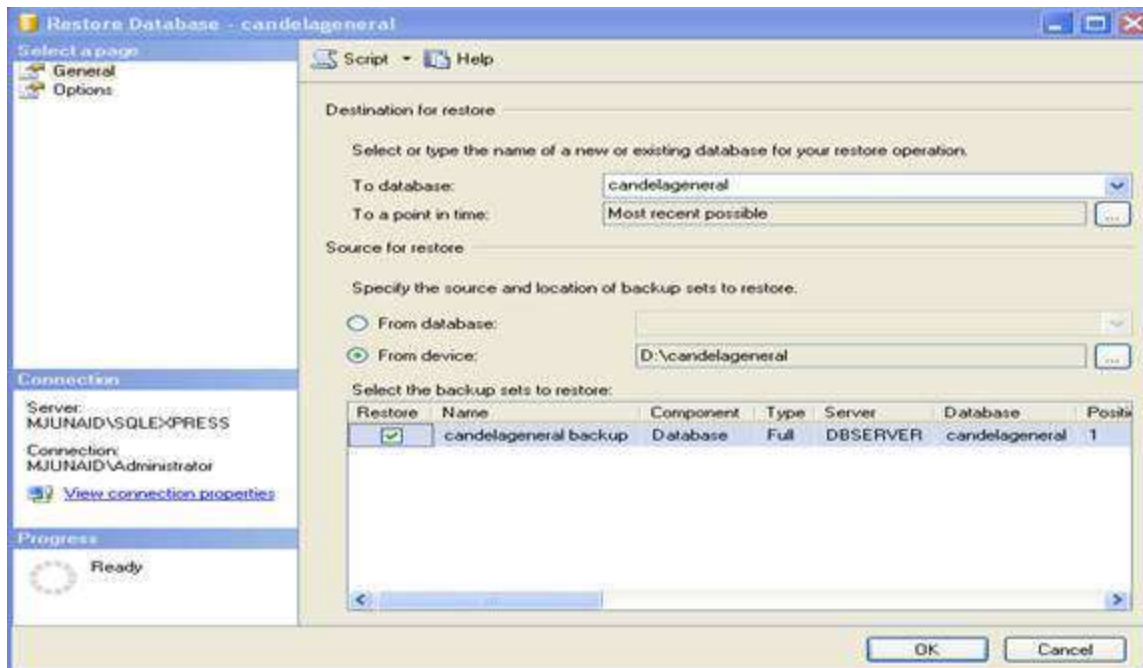 Restore Database - candelageneral
Select a page
General
Options
Script Help
Destination for restore
Select or type the name of a new or existing database for your restore operation.
To database: candelageneral
To a point in time: Most recent possible ...
Source for restore
Specify the source and location of backup sets to restore.
From database:
From device: D:\candelageneral ...
Select the backup sets to restore:
Restore Name Component Type Server Database Positi
candelageneral backup Database Full DBSERVER candelageneral 1
Connection
Server:
MJUNAID\SQLEXPRESS
Connection:
MJUNAID\Administrator
View connection properties
Progress
Ready
OK Cancel